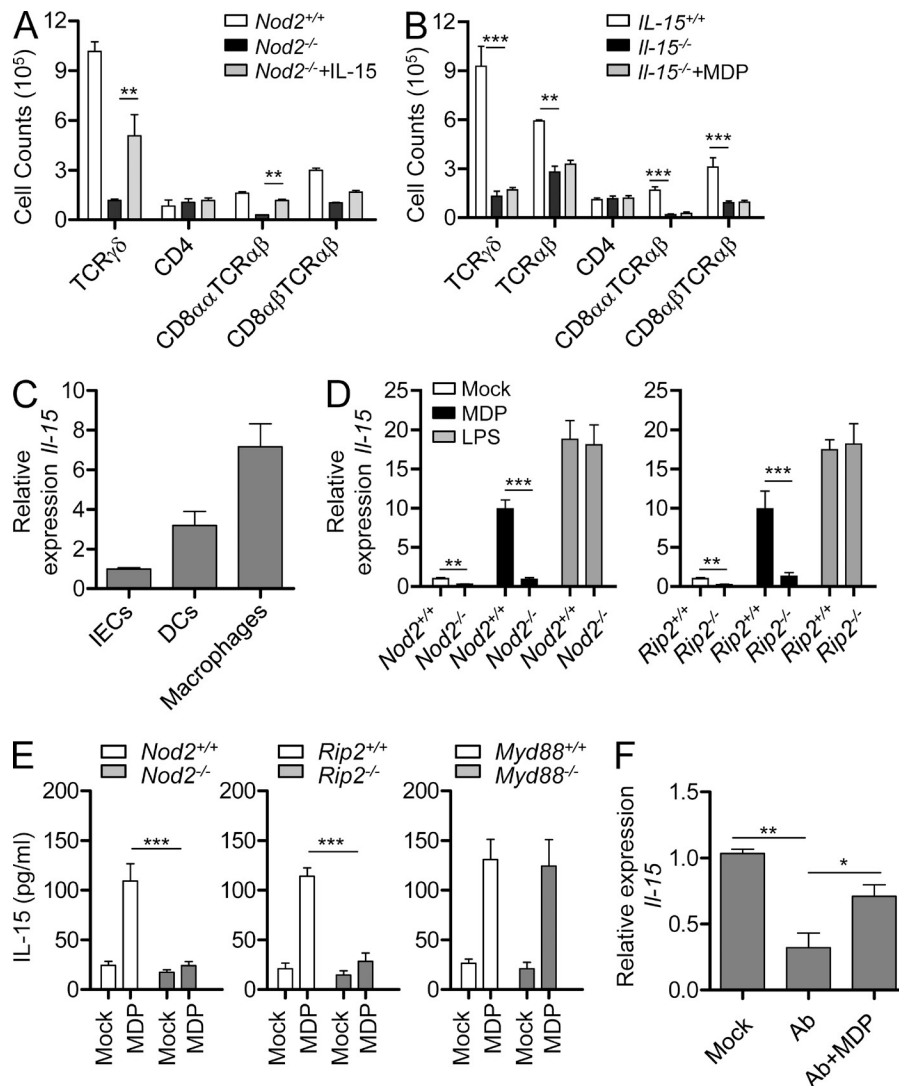 A
Nod2+/+
Nod2-/-
Nod2-/-+IL-15
Cell Counts (10⁵)
12
9
6
3
0
**
**
TCRγδ
CD4
CD8ααTCRαβ
CD8αβTCRαβ
B
IL-15+/+
Il-15-/-
Il-15-/-+MDP
Cell Counts (10⁵)
12
9
6
3
0
***
**
***
***
TCRγδ
TCRαβ
CD4
CD8ααTCRαβ
CD8αβTCRαβ
C
Relative
expression Il-15
10
8
6
4
2
0
IECs
DCs
Macrophages
D
Mock
MDP
LPS
Relative
expression Il-15
25
20
15
10
5
0
**
***
Nod2+/+
Nod2-/-
Nod2+/+
Nod2-/-
Nod2+/+
Nod2-/-
25
20
15
10
5
0
**
***
Rip2+/+
Rip2-/-
Rip2+/+
Rip2-/-
Rip2+/+
Rip2-/-
E
Nod2+/+
Nod2-/-
IL-15 (pg/ml)
200
150
100
50
0
***
Mock
MDP
Mock
MDP
Rip2+/+
Rip2-/-
200
150
100
50
0
***
Mock
MDP
Mock
MDP
Myd88+/+
Myd88-/-
200
150
100
50
0
Mock
MDP
Mock
MDP
F
Relative expression
Il-15
1.5
1.0
0.5
0.0
**
*
Mock
Ab
Ab+MDP